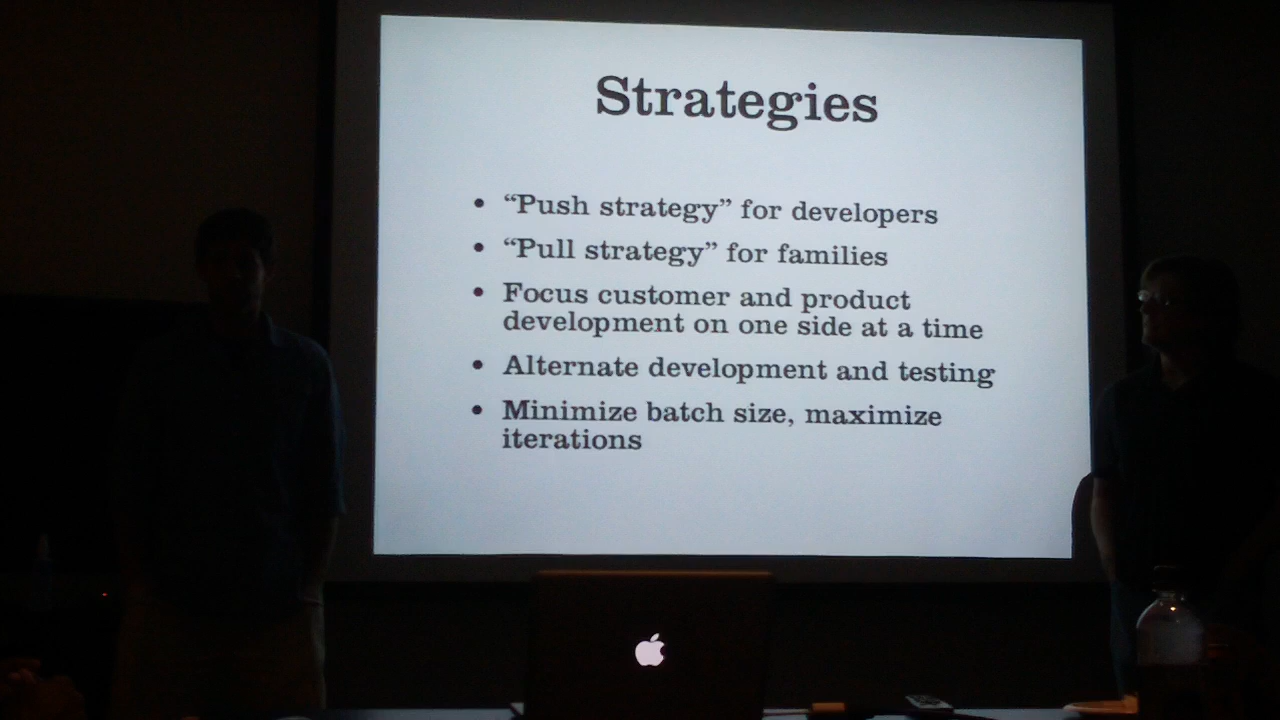 Strategies
• “Push strategy” for developers
• “Pull strategy” for families
• Focus customer and product
development on one side at a time
• Alternate development and testing
• Minimize batch size, maximize
iterations